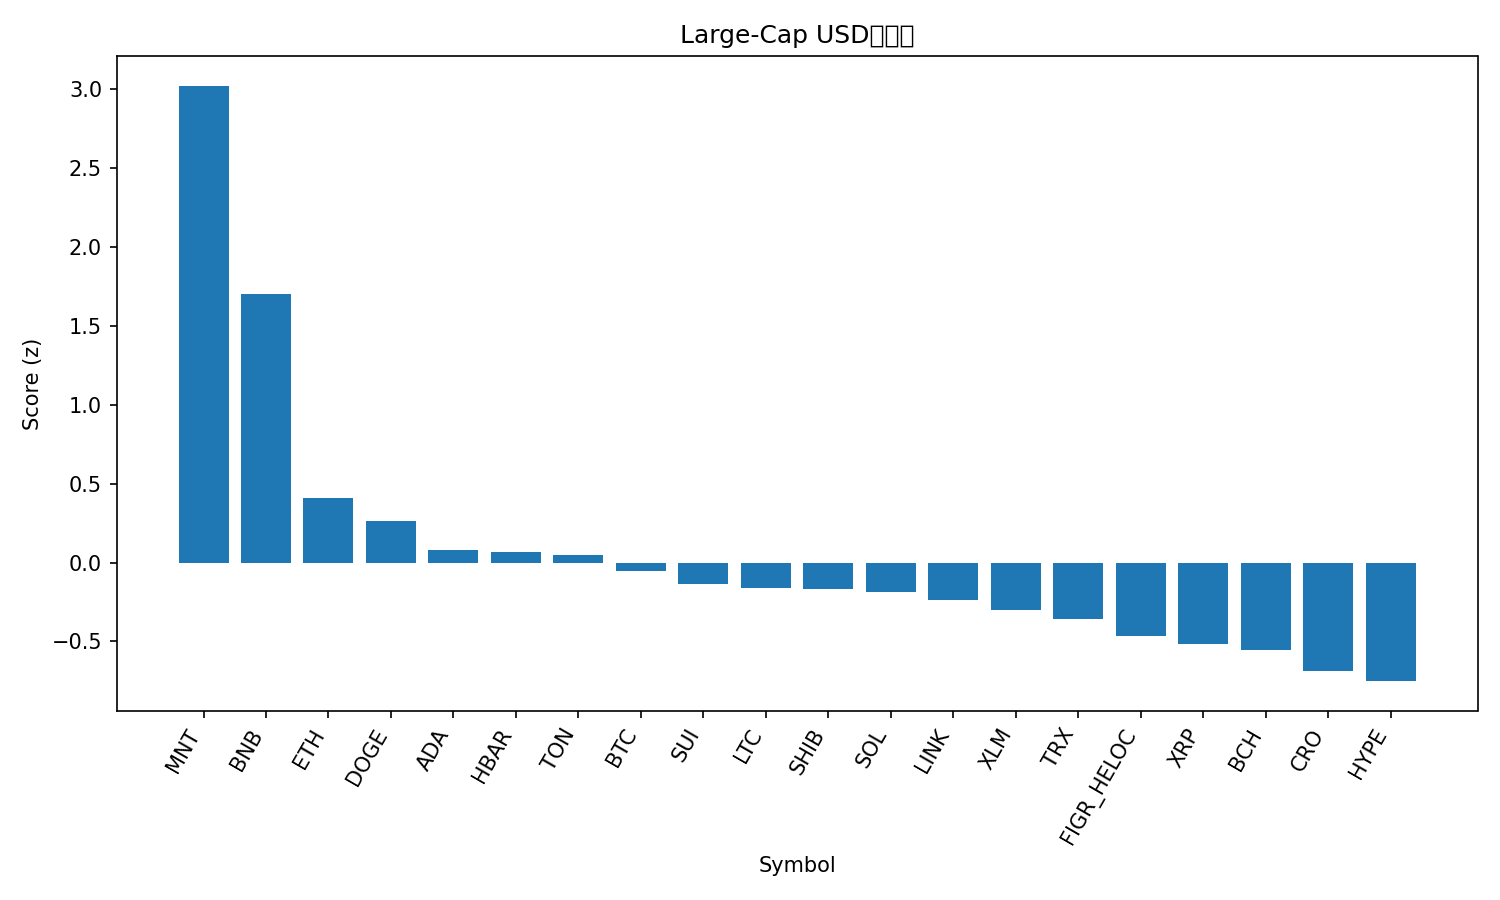 Large-Cap USD
3.0
2.5
2.0
1.5
1.0
0.5
0.0
−0.5
Score (z)
MNT
BNB
ETH
DOGE
ADA
HBAR
TON
BTC
SUI
LTC
SHIB
SOL
LINK
XLM
TRX
FIGR_HELOC
XRP
BCH
CRO
HYPE
Symbol